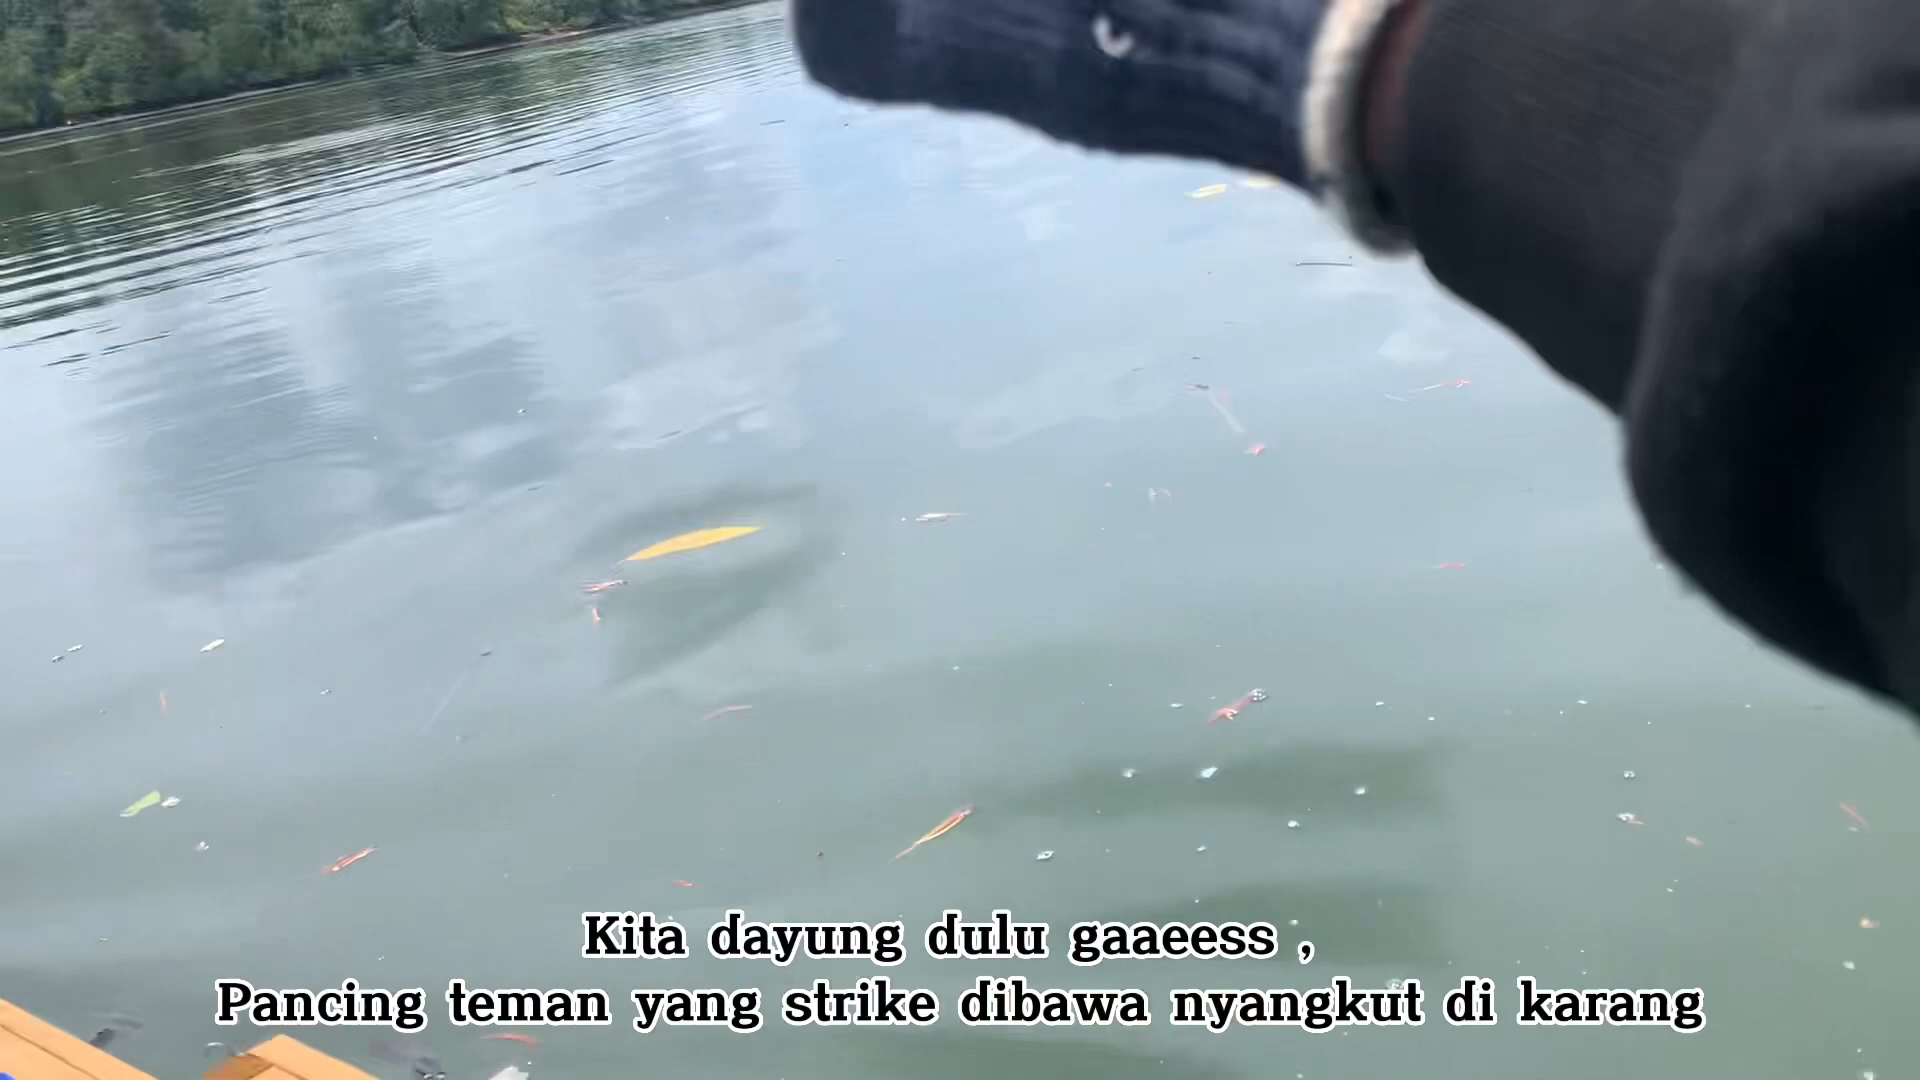 Kita dayung dulu gaaeess ,
Pancing teman yang strike dibawa nyangkut di karang